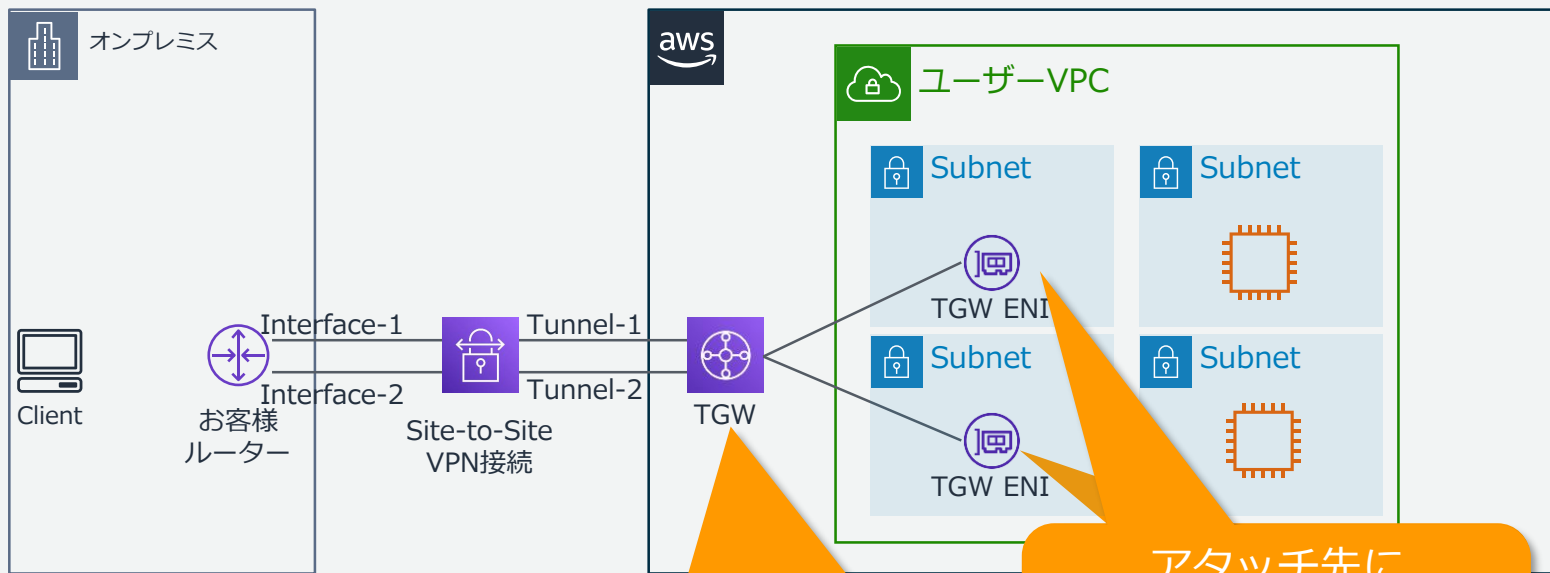 オンプレミス
aws
ユーザーVPC
Subnet
Subnet
TGW ENI
Interface-1
Tunnel-1
Subnet
Subnet
Interface-2
Tunnel-2
Client
お客様
ルーター
Site-to-Site
VPN接続
TGW
TGW ENI
アタッチ先に